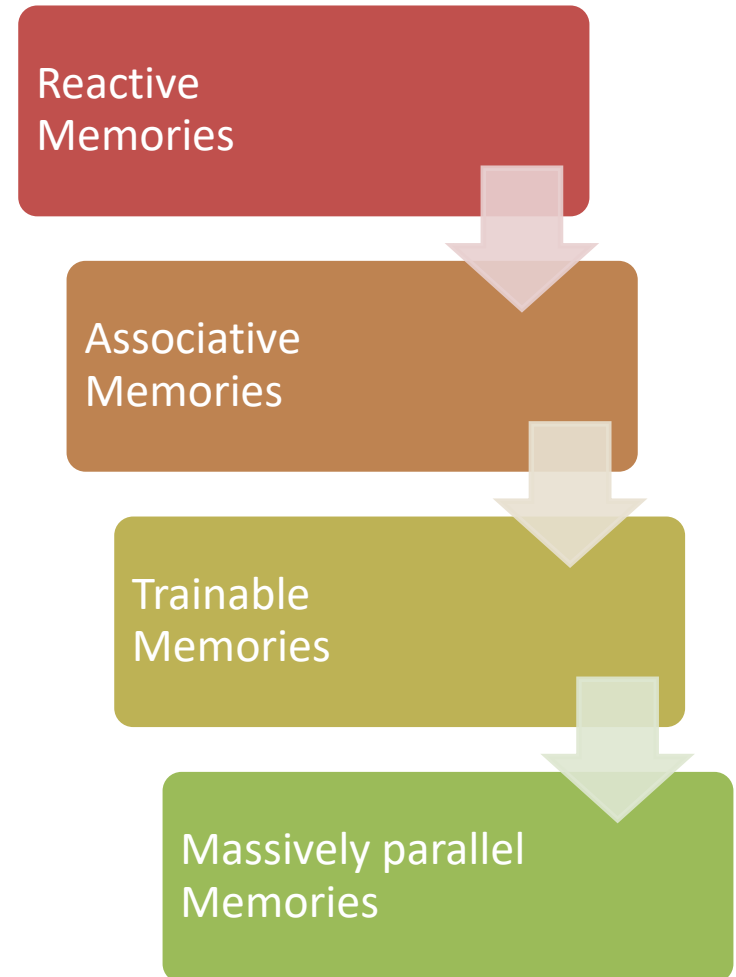 Reactive
Memories
Associative
Memories
Trainable
Memories
Massively parallel
Memories